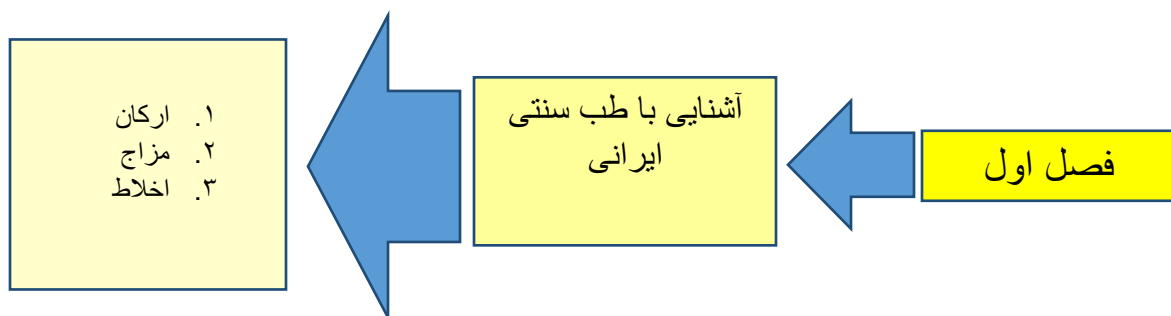 فصل اول
آشنایی با طب سنتی
ایرانی
۱. ارکان
۲. مزاج
۳. اخلاط